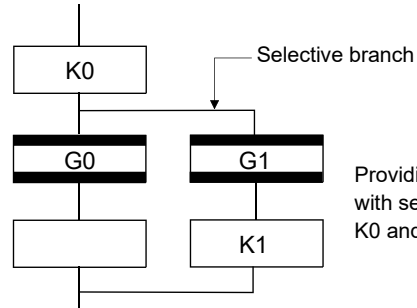 Selective branch
K0
G0
G1
Providi
with se
K0 and
K1